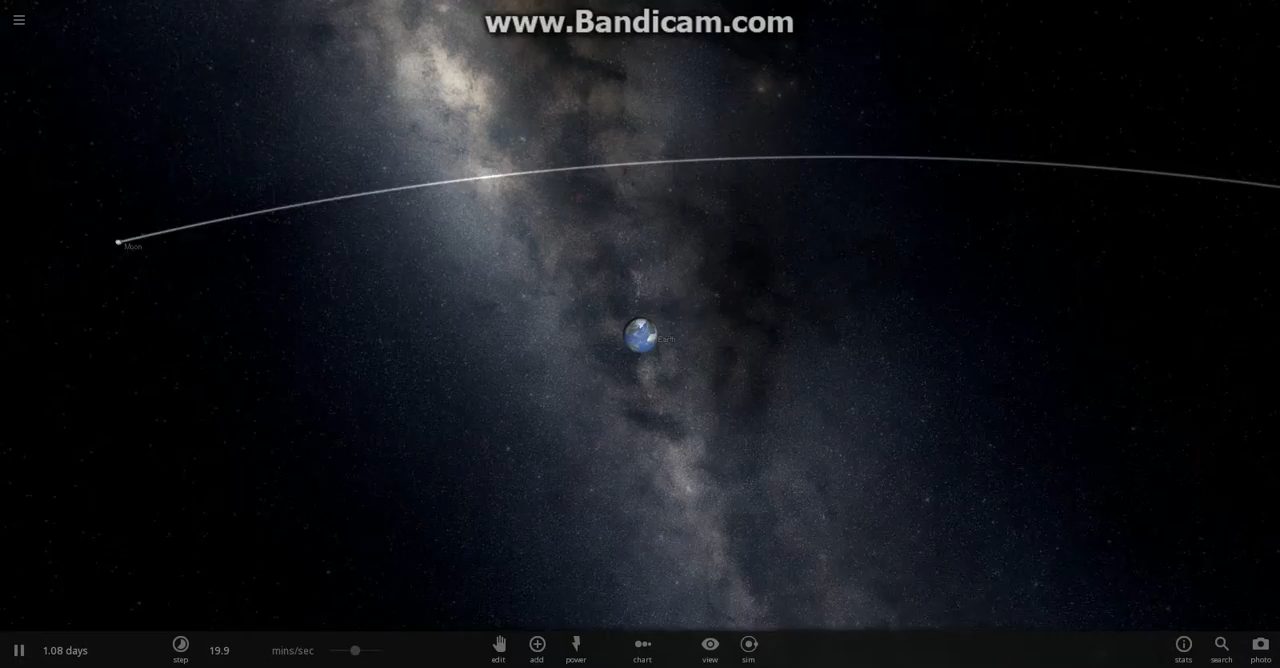 www.Bandicam.com
Moon
Earth
1.08 days
step
19.9
mins/sec
edit
add
power
chart
view
sim
stats
search
photo